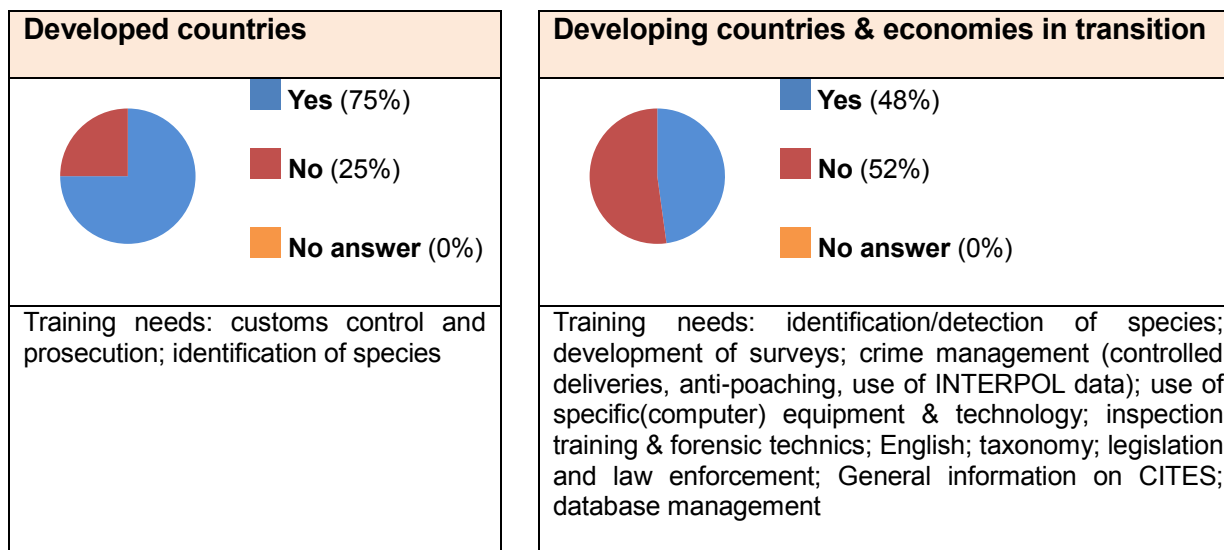 Developed countries
Yes (75%)
No (25%)
No answer (0%)
Training needs: customs control and
prosecution; identification of species
Developing countries & economies in transition
Yes (48%)
No (52%)
No answer (0%)
Training needs: identification/detection of species;
development of surveys; crime management (controlled
deliveries, anti-poaching, use of INTERPOL data); use of
specific(computer) equipment & technology; inspection
training & forensic technics; English; taxonomy; legislation
and law enforcement; General information on CITES;
database management